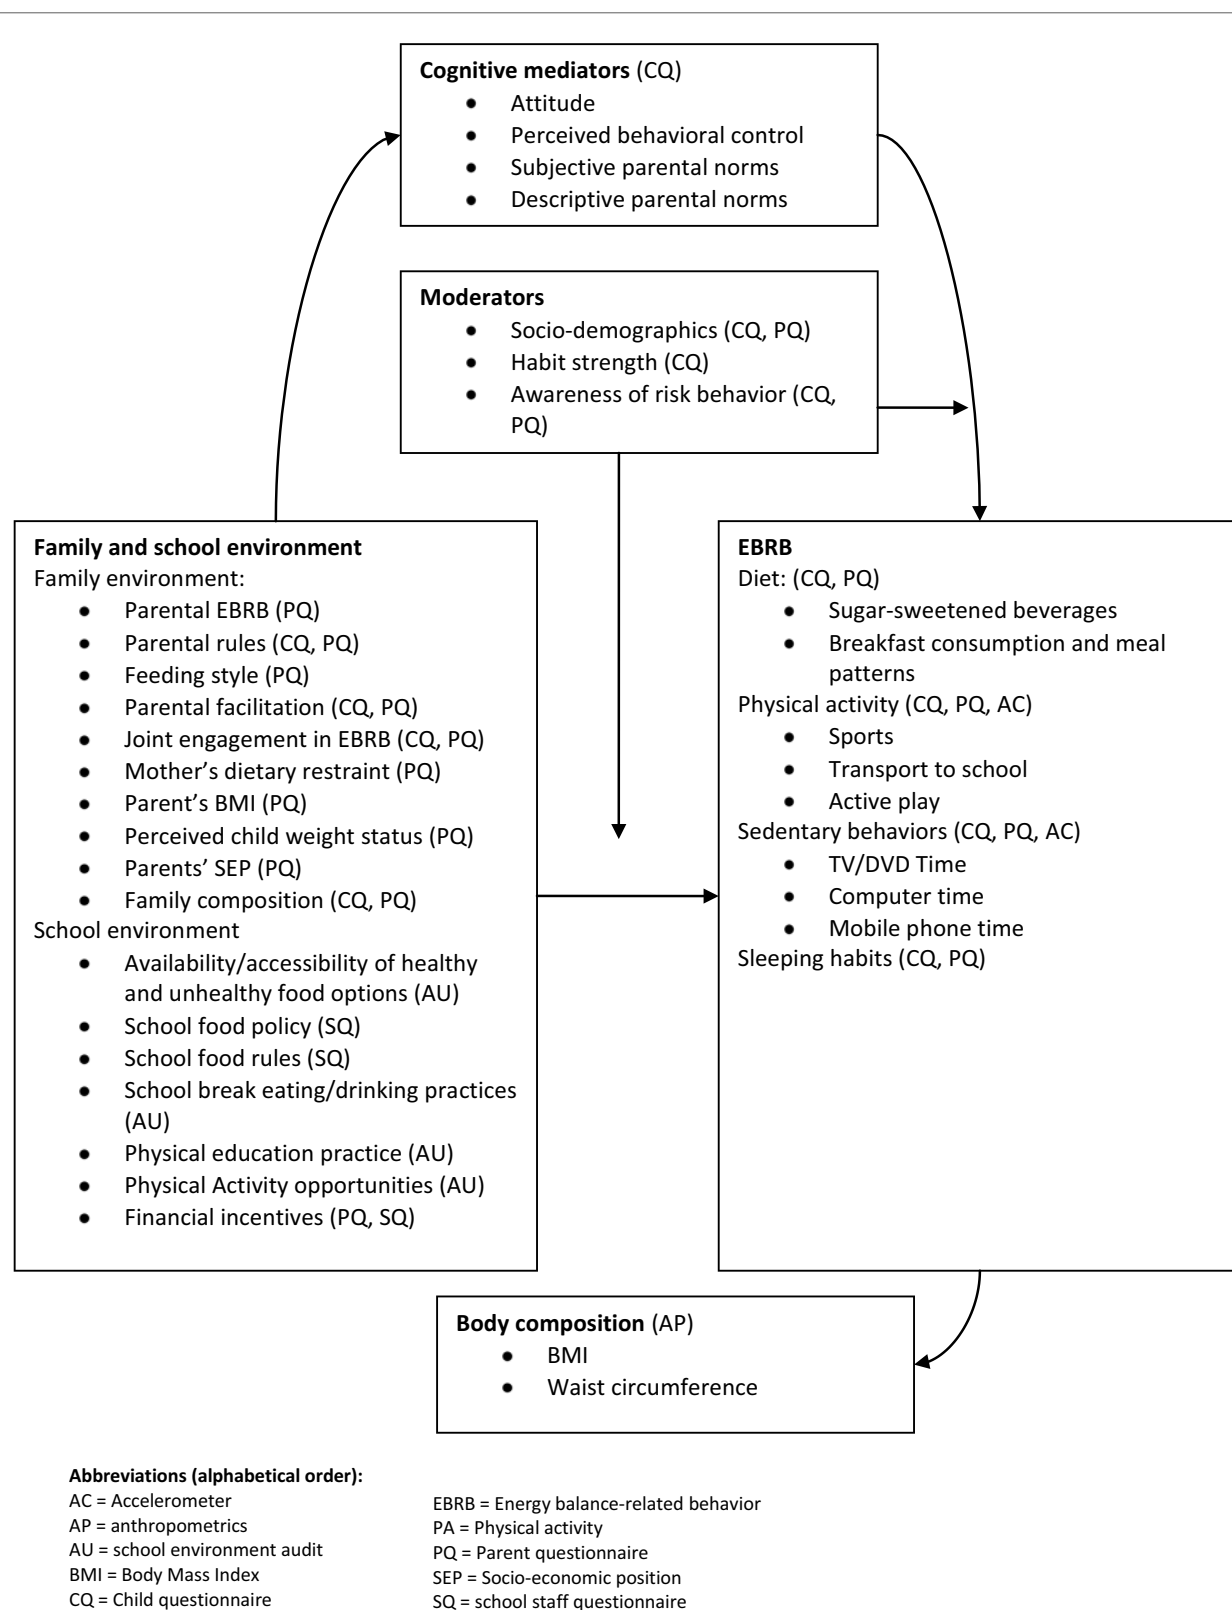 Cognitive mediators (CQ)
● Attitude
● Perceived behavioral control
● Subjective parental norms
● Descriptive parental norms
Moderators
● Socio-demographics (CQ, PQ)
● Habit strength (CQ)
● Awareness of risk behavior (CQ,
PQ)
Family and school environment
Family environment:
● Parental EBRB (PQ)
● Parental rules (CQ, PQ)
● Feeding style (PQ)
● Parental facilitation (CQ, PQ)
● Joint engagement in EBRB (CQ, PQ)
● Mother’s dietary restraint (PQ)
● Parent’s BMI (PQ)
● Perceived child weight status (PQ)
● Parents’ SEP (PQ)
● Family composition (CQ, PQ)
School environment
● Availability/accessibility of healthy
and unhealthy food options (AU)
● School food policy (SQ)
● School food rules (SQ)
● School break eating/drinking practices
(AU)
● Physical education practice (AU)
● Physical Activity opportunities (AU)
● Financial incentives (PQ, SQ)
EBRB
Diet: (CQ, PQ)
● Sugar-sweetened beverages
● Breakfast consumption and meal
patterns
Physical activity (CQ, PQ, AC)
● Sports
● Transport to school
● Active play
Sedentary behaviors (CQ, PQ, AC)
● TV/DVD Time
● Computer time
● Mobile phone time
Sleeping habits (CQ, PQ)
Body composition (AP)
● BMI
● Waist circumference
Abbreviations (alphabetical order):
AC = Accelerometer
AP = anthropometrics
AU = school environment audit
BMI = Body Mass Index
CQ = Child questionnaire
EBRB = Energy balance-related behavior
PA = Physical activity
PQ = Parent questionnaire
SEP = Socio-economic position
SQ = school staff questionnaire